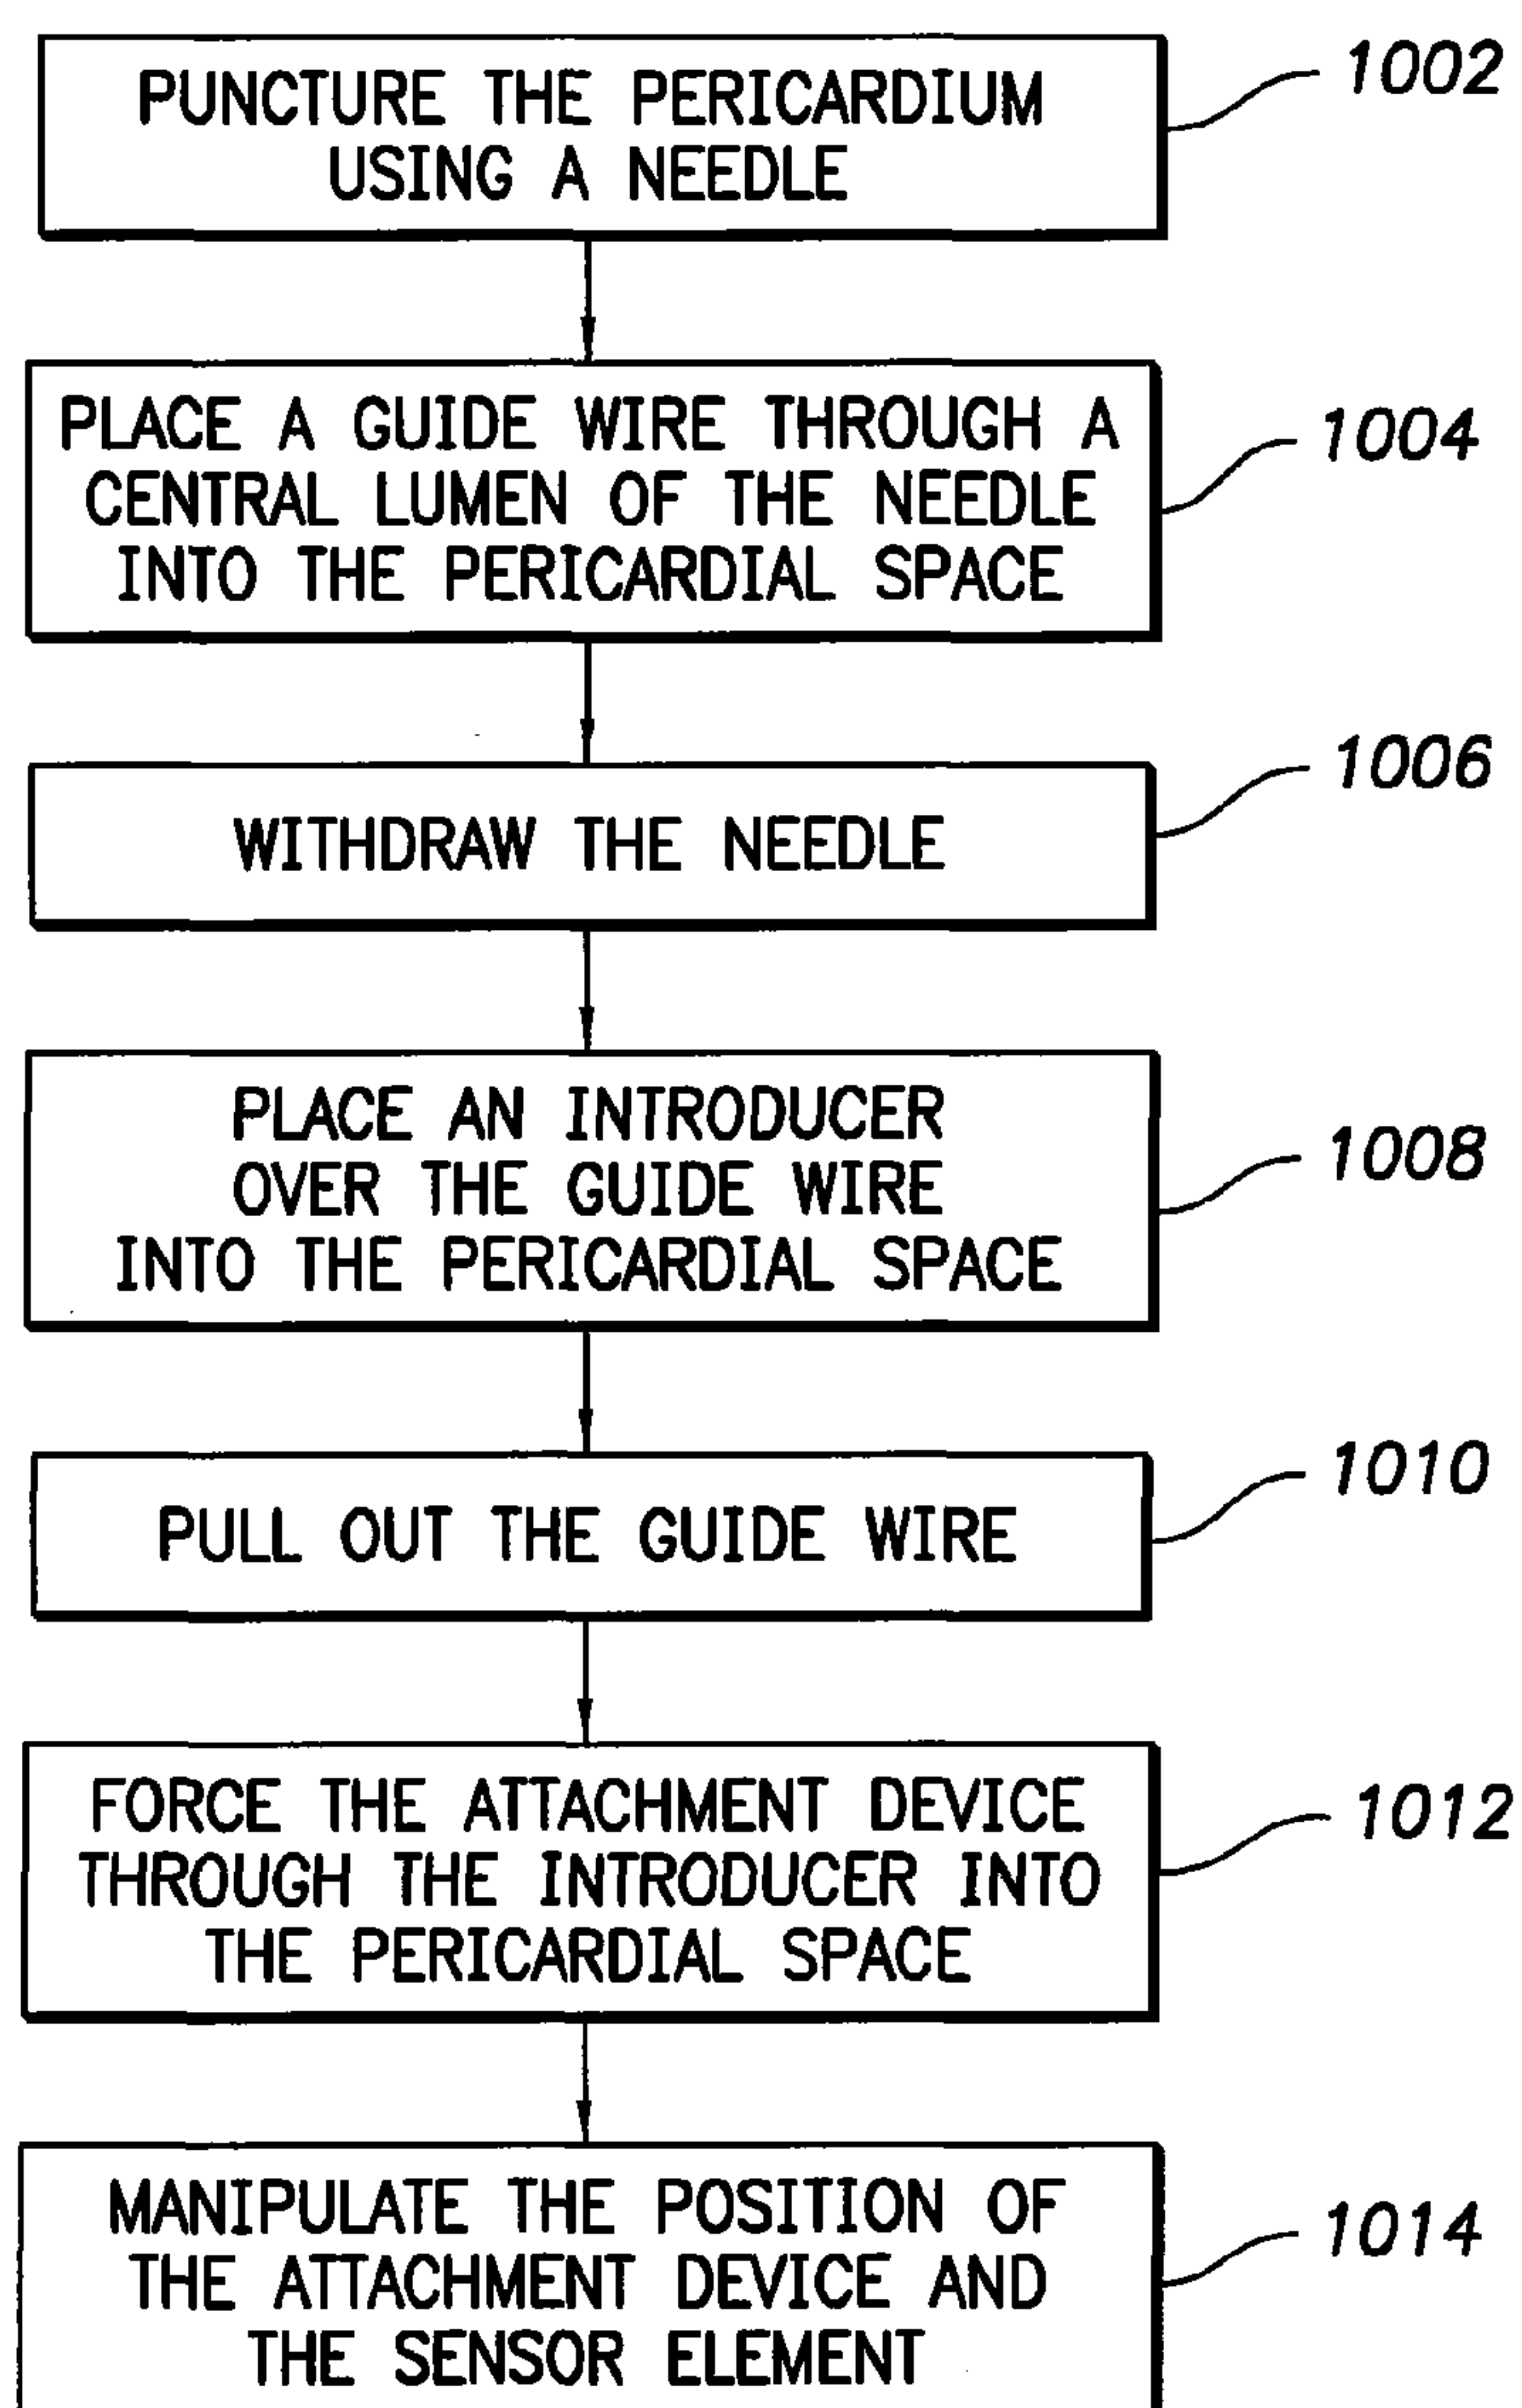 PUNCTURE THE PERICARDIUM
USING A NEEDLE
1002
PLACE A GUIDE WIRE THROUGH A
CENTRAL LUMEN OF THE NEEDLE
INTO THE PERICARDIAL SPACE
1004
WITHDRAW THE NEEDLE
1006
PLACE AN INTRODUCER
OVER THE GUIDE WIRE
INTO THE PERICARDIAL SPACE
1008
PULL OUT THE GUIDE WIRE
1010
FORCE THE ATTACHMENT DEVICE
THROUGH THE INTRODUCER INTO
THE PERICARDIAL SPACE
1012
MANIPULATE THE POSITION OF
THE ATTACHMENT DEVICE AND
THE SENSOR ELEMENT
1014